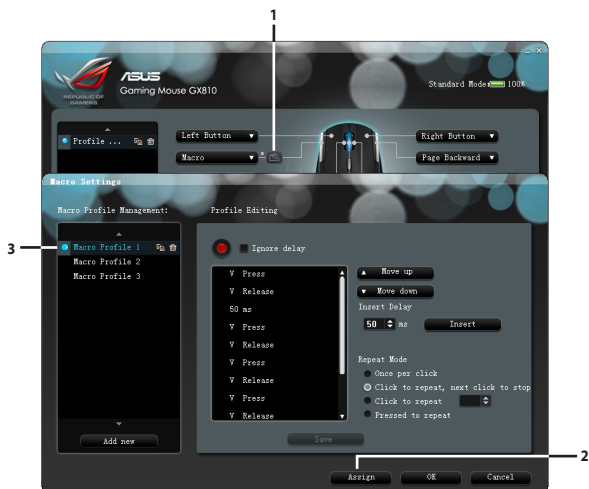 1
ASUS
Gaming Mouse GX810
REPUBLIC OF
GAMERS
Standard Mode: 100%
Profile ...
Left Button
Right Button
Macro
Page Backward
Macro Settings
Macro Profile Management:
Profile Editing
3
Macro Profile 1
Macro Profile 2
Macro Profile 3
Add new
Ignore delay
V Press
V Release
50 ms
V Press
V Release
V Press
V Release
V Press
V Release
Move up
Move down
Insert Delay
50 ms Insert
Repeat Mode
Once per click
Click to repeat, next click to stop
Click to repeat
Pressed to repeat
Save
2
Assign OK Cancel